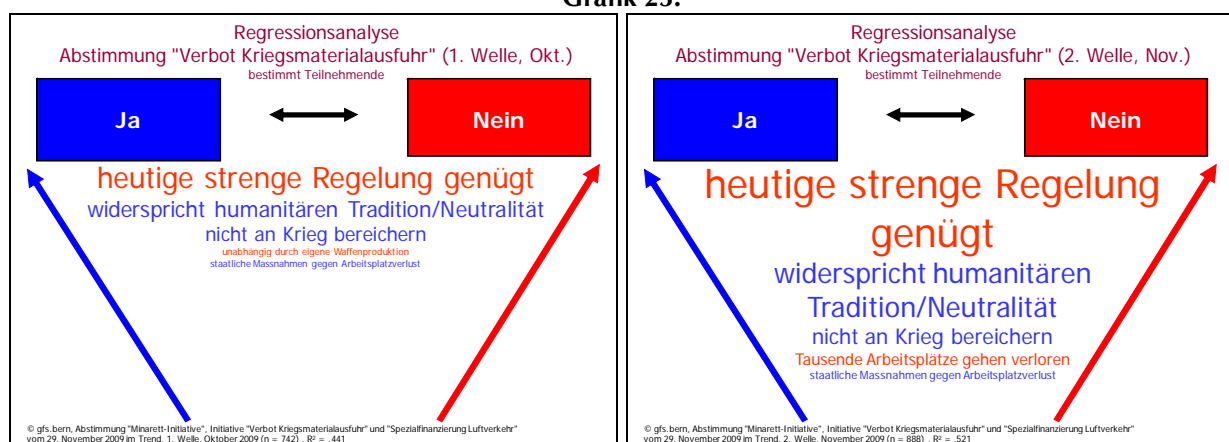 Grafik 25:
Regressionsanalyse
Abstimmung "Verbot Kriegsmaterialausfuhr" (1. Welle, Okt.)
bestimmt Teilnehmende
Ja
Nein
heutige strenge Regelung genügt
widerspricht humanitären Tradition/Neutralität
nicht an Krieg bereichern
unabhängig durch eigene Waffenproduktion
staatliche Massnahmen gegen Arbeitsplatzverlust
© gfs.bern, Abstimmung "Minarett-Initiative", Initiative "Verbot Kriegsmaterialausfuhr" und "Spezialfinanzierung Luftverkehr"
vom 29. November 2009 im Trend, 1. Welle, Oktober 2009 (n = 742) , R² = .441
Regressionsanalyse
Abstimmung "Verbot Kriegsmaterialausfuhr" (2. Welle, Nov.)
bestimmt Teilnehmende
Ja
Nein
heutige strenge Regelung
genügt
widerspricht humanitären
Tradition/Neutralität
nicht an Krieg bereichern
Tausende Arbeitsplätze gehen verloren
staatliche Massnahmen gegen Arbeitsplatzverlust
© gfs.bern, Abstimmung "Minarett-Initiative", Initiative "Verbot Kriegsmaterialausfuhr" und "Spezialfinanzierung Luftverkehr"
vom 29. November 2009 im Trend, 2. Welle, November 2009 (n = 888) , R² = .521